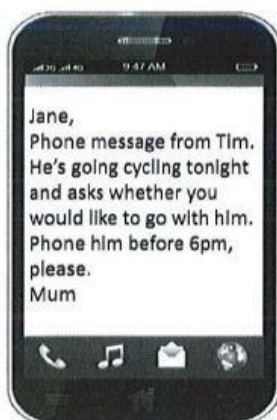 9:47 AM
Jane,
Phone message from Tim.
He's going cycling tonight
and asks whether you
would like to go with him.
Phone him before 6pm,
please.
Mum